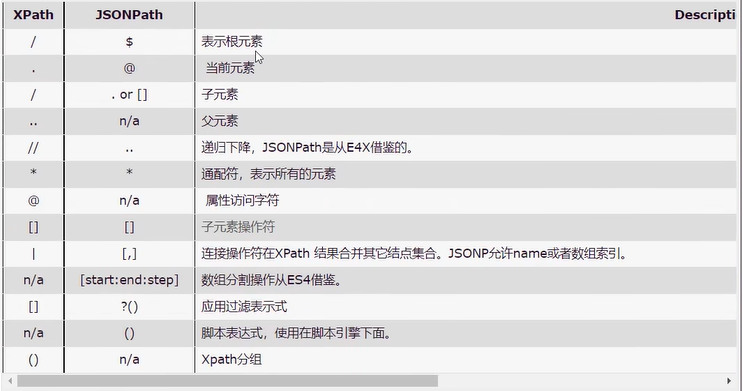 XPath JSONPath Descripti
/ $ 表示根元素
. @ 当前元素
/ . or [] 子元素
.. n/a 父元素
// .. 递归下降，JSONPath是从E4X借鉴的。
* * 通配符，表示所有的元素
@ n/a 属性访问字符
[] [] 子元素操作符
| [,] 连接操作符在XPath 结果合并其它结点集合。JSONP允许name或者数组索引。
n/a [start:end:step] 数组分割操作从ES4借鉴。
[] ?() 应用过滤表示式
n/a () 脚本表达式，使用在脚本引擎下面。
() n/a Xpath分组